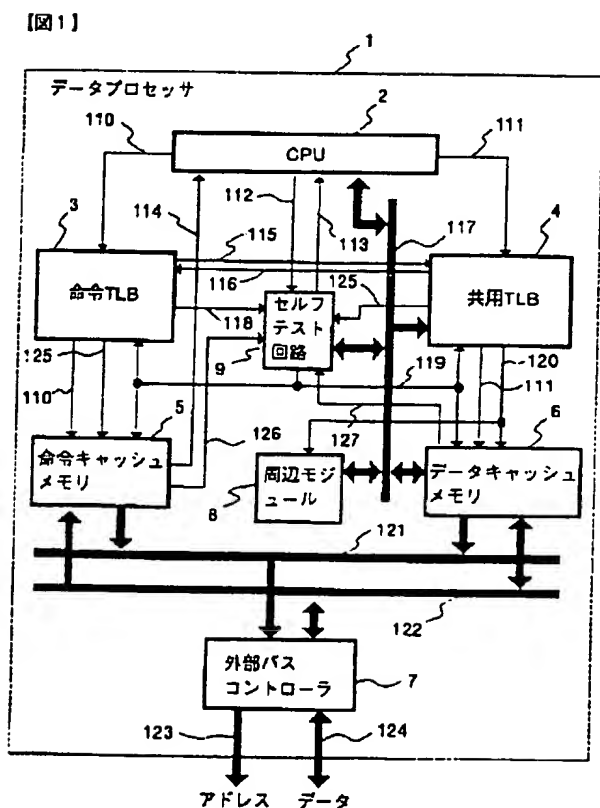 【図1】
1
データプロセッサ
2
110
CPU
111
114
112
113
3
115
117
4
116
命令TLB
125
共用TLB
118
セルフ
テスト
回路
125
9
119
120
110
111
5
126
127
6
命令キャッシュ
メモリ
周辺モジ
ュール
データキャッシュ
メモリ
8
121
122
外部バス
コントローラ
7
123
124
アドレス
データ